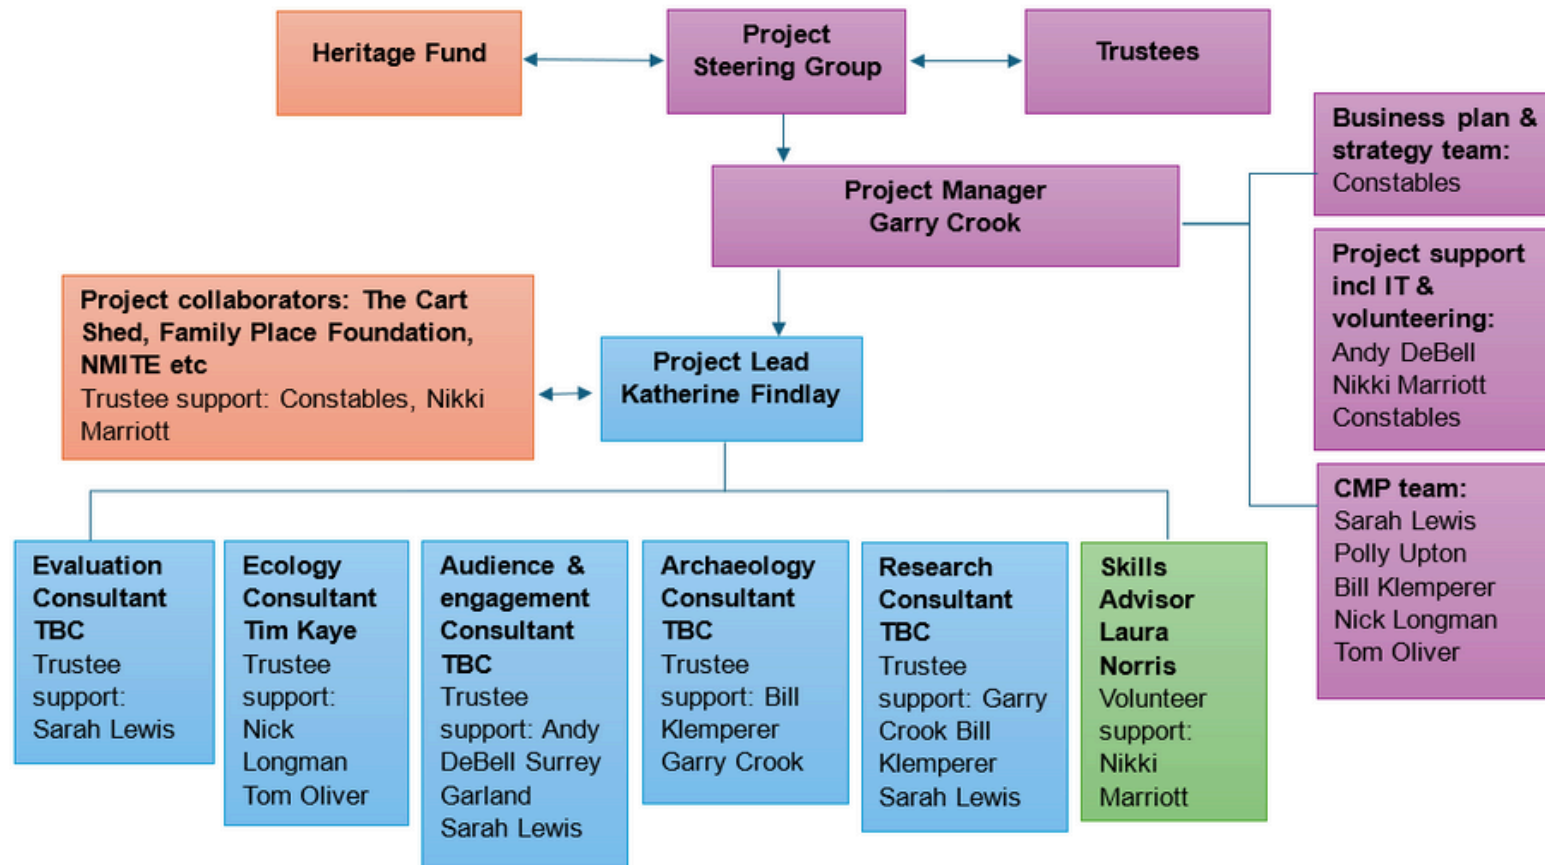 Heritage Fund
Project
Steering Group
Trustees
Business plan &
strategy team:
Constables
Project Manager
Garry Crook
Project support
incl IT &
volunteering:
Andy DeBell
Nikki Marriott
Constables
Project collaborators: The Cart
Shed, Family Place Foundation,
NMITE etc
Trustee support: Constables, Nikki
Marriott
Project Lead
Katherine Findlay
CMP team:
Sarah Lewis
Polly Upton
Bill Klemperer
Nick Longman
Tom Oliver
Evaluation
Consultant
TBC
Trustee
support:
Sarah Lewis
Ecology
Consultant
Tim Kaye
Trustee
support:
Nick
Longman
Tom Oliver
Audience &
engagement
Consultant
TBC
Trustee
support: Andy
DeBell Surrey
Garland
Sarah Lewis
Archaeology
Consultant
TBC
Trustee
support: Bill
Klemperer
Garry Crook
Research
Consultant
TBC
Trustee
support: Garry
Crook Bill
Klemperer
Sarah Lewis
Skills
Advisor
Laura
Norris
Volunteer
support:
Nikki
Marriott